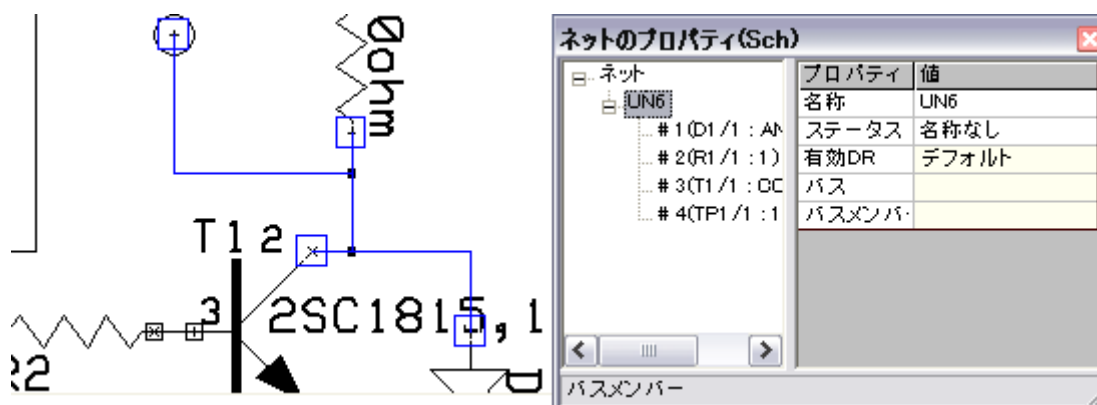 0ohm
T1 2
3
2SC1815,1
R2
D
ネットのプロパティ(Sch)
ネット
UN6
#1(D1/1:AN
#2(R1/1:1)
#3(T1/1:CO
#4(TP1/1:1
プロパティ 値
名称 UN6
ステータス 名称なし
有効DR デフォルト
バス
バスメンバ・
バスメンバー